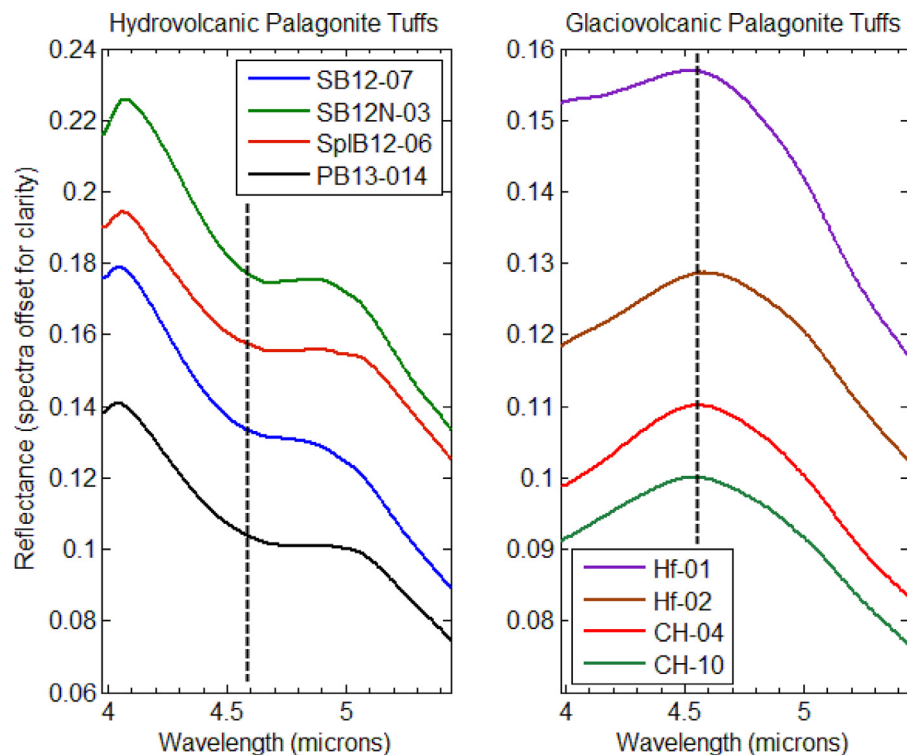 Hydrovolcanic Palagonite Tuffs
0.24
0.22
0.2
0.18
0.16
0.14
0.12
0.1
0.08
0.06
Reflectance (spectra offset for clarity)
SB12-07
SB12N-03
SplB12-06
PB13-014
4
4.5
5
Wavelength (microns)
Glaciovolcanic Palagonite Tuffs
0.16
0.15
0.14
0.13
0.12
0.11
0.1
0.09
0.08
Hf-01
Hf-02
CH-04
CH-10
4
4.5
5
Wavelength (microns)